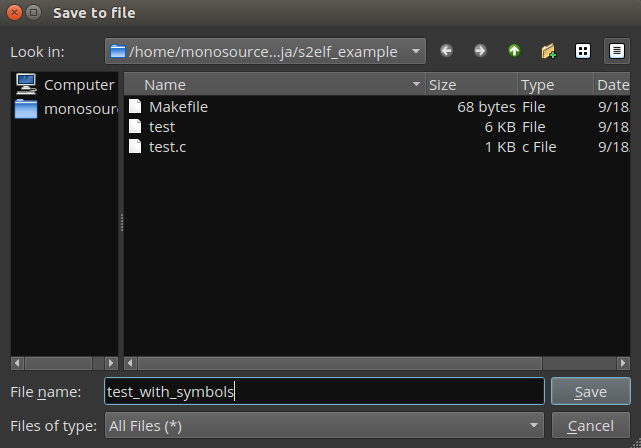 Save to file
Look in: /home/monosource...ja/s2elf_example
Computer
monosour
Name Size Type Date
Makefile 68 bytes File 9/18
test 6 KB File 9/18
test.c 1 KB c File 9/18
File name: test_with_symbols Save
Files of type: All Files (*) Cancel